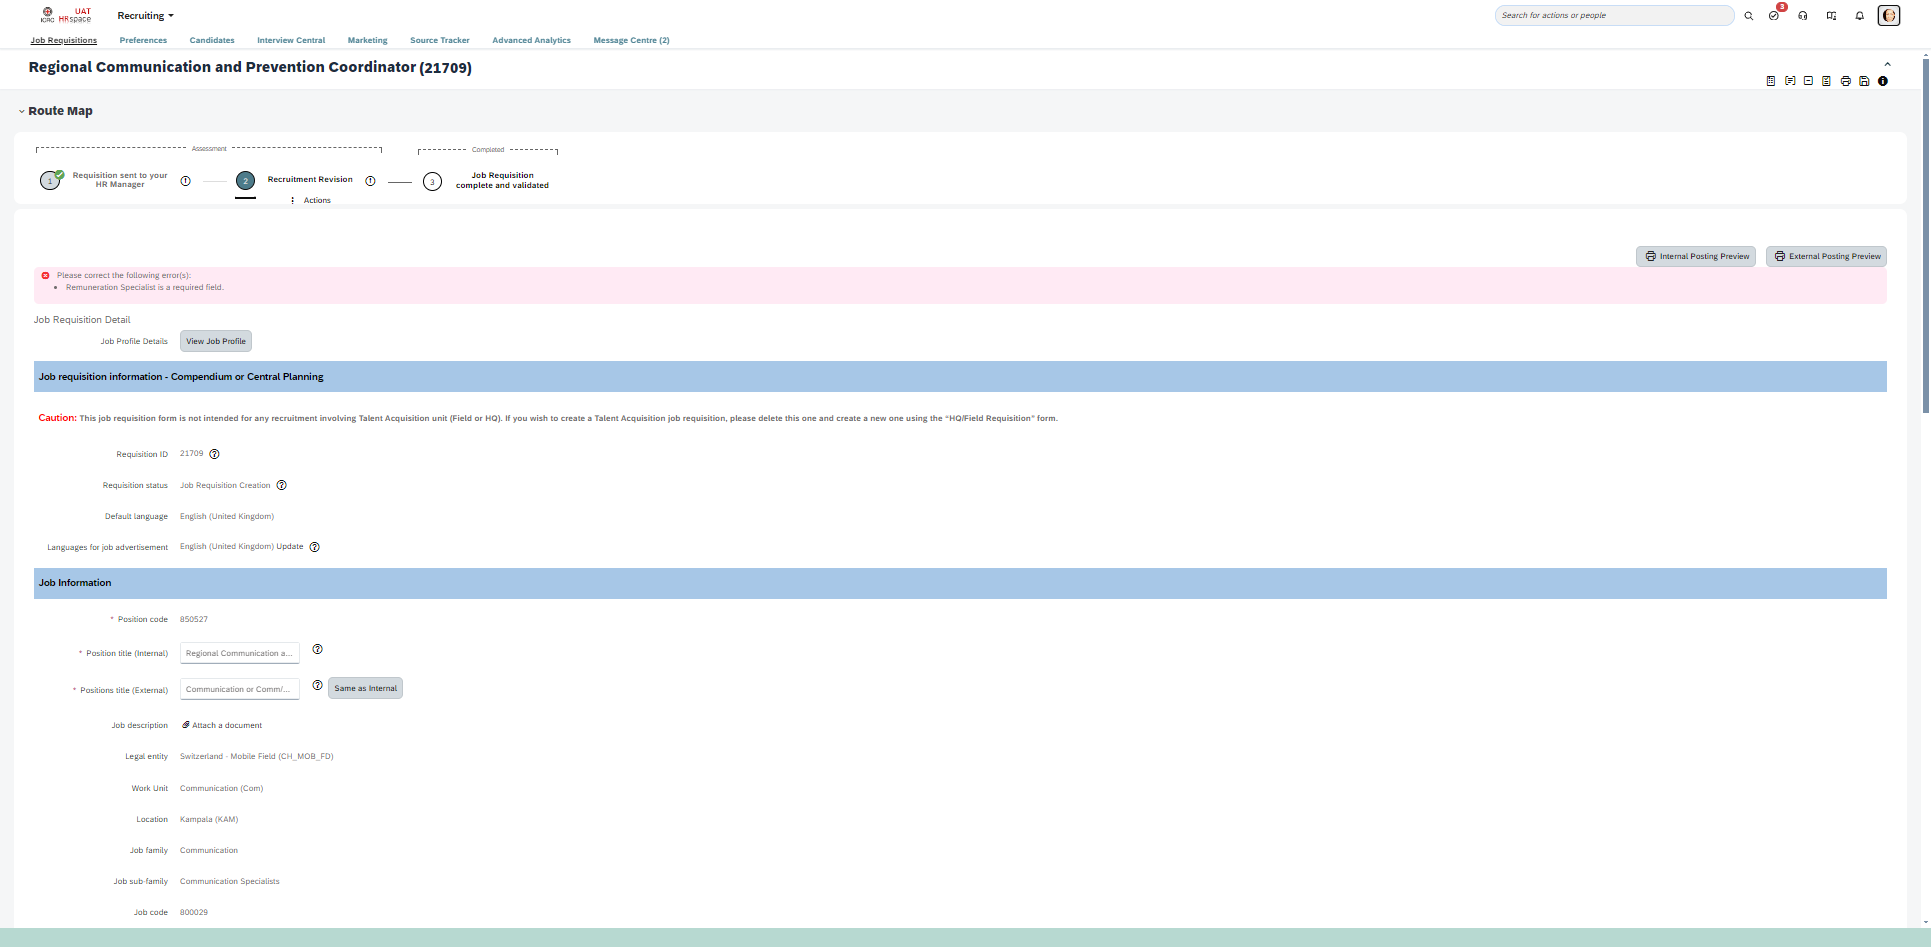 ICRC UAT HRspace Recruiting
Search for actions or people
3
Job Requisitions Preferences Candidates Interview Central Marketing Source Tracker Advanced Analytics Message Centre (2)
Regional Communication and Prevention Coordinator (21709)
Route Map
Assessment Completed
1 Requisition sent to your HR Manager 2 Recruitment Revision 3 Job Requisition complete and validated
Actions
Internal Posting Preview External Posting Preview
Please correct the following error(s):
• Remuneration Specialist is a required field.
Job Requisition Detail
Job Profile Details View Job Profile
Job requisition information - Compendium or Central Planning
Caution: This job requisition form is not intended for any recruitment involving Talent Acquisition unit (Field or HQ). If you wish to create a Talent Acquisition job requisition, please delete this one and create a new one using the “HQ/Field Requisition” form.
Requisition ID 21709
Requisition status Job Requisition Creation
Default language English (United Kingdom)
Languages for job advertisement English (United Kingdom) Update
Job Information
* Position code 850527
* Position title (Internal) Regional Communication a...
* Positions title (External) Communication or Comm/... Same as Internal
Job description Attach a document
Legal entity Switzerland - Mobile Field (CH_MOB_FD)
Work Unit Communication (Com)
Location Kampala (KAM)
Job family Communication
Job sub-family Communication Specialists
Job code 800029